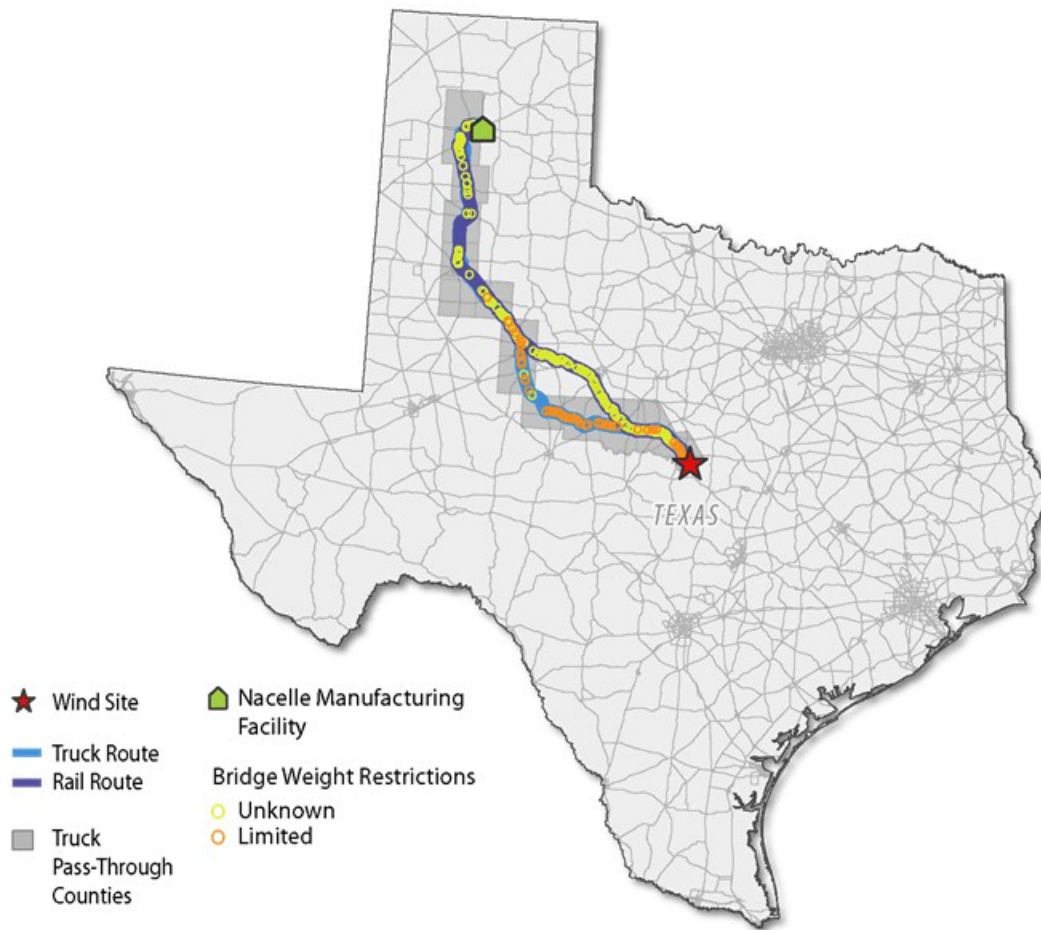 TEXAS
Wind Site
Truck Route
Rail Route
Truck
Pass-Through
Counties
Nacelle Manufacturing
Facility
Bridge Weight Restrictions
Unknown
Limited